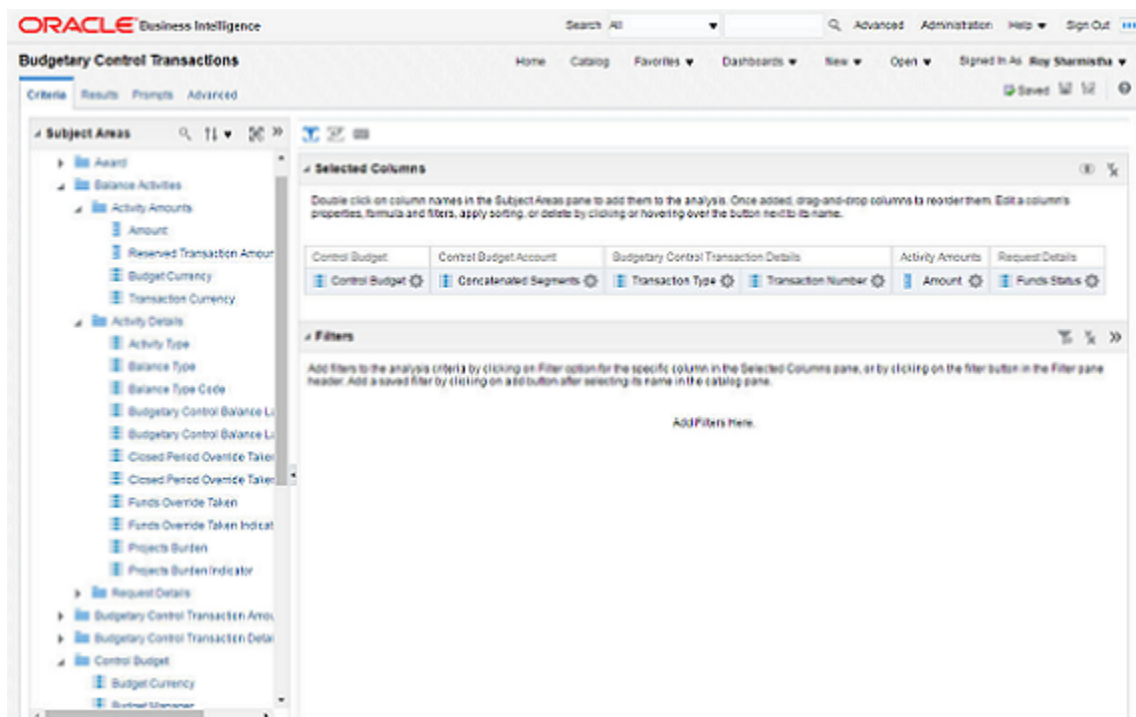 ORACLE Business Intelligence
Search All Advanced Administration Help Sign Out
Budgetary Control Transactions
Home Catalog Favorites Dashboards New Open Signed In As Roy Sharmistha
Criteria Results Prompts Advanced
Saved
Subject Areas
Award
Balance Activities
Activity Amounts
Amount
Reserved Transaction Amour
Budget Currency
Transaction Currency
Activity Details
Activity Type
Balance Type
Balance Type Code
Budgetary Control Balance La
Budgetary Control Balance La
Closed Period Override Taken
Closed Period Override Taken
Funds Override Taken
Funds Override Taken Indicat
Projects Burden
Projects Burden Indicator
Request Details
Budgetary Control Transaction Amou
Budgetary Control Transaction Detai
Control Budget
Budget Currency
Budget Manager
Selected Columns
Double click on column names in the Subject Areas pane to add them to the analysis. Once added, drag-and-drop columns to reorder them. Edit a column's
properties, formula and filters, apply sorting, or delete by clicking or hovering over the button next to its name.
Control Budget Control Budget Account Budgetary Control Transaction Details Activity Amounts Request Details
Control Budget Concatenated Segments Transaction Type Transaction Number Amount Funds Status
Filters
Add filters to the analysis criteria by clicking on Filter option for the specific column in the Selected Columns pane, or by clicking on the filter button in the Filter pane
header. Add a saved filter by clicking on add button after selecting its name in the catalog pane.
Add Filters Here.